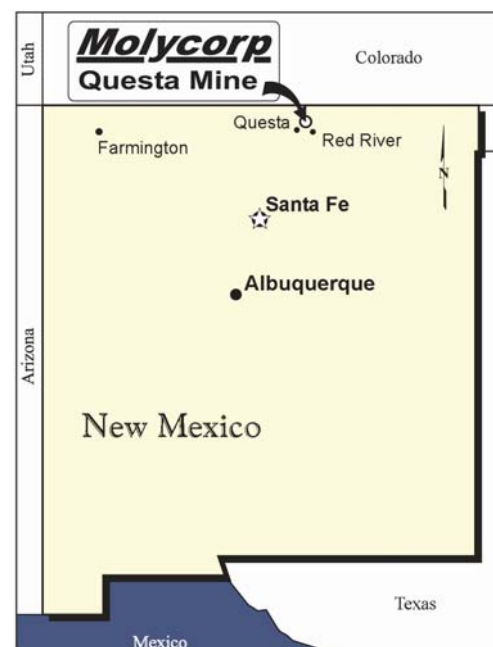 Molycorp
Questa Mine
Utah
Colorado
Questa
Red River
Farmington
N
Santa Fe
Albuquerque
Arizona
New Mexico
Texas
Mexico